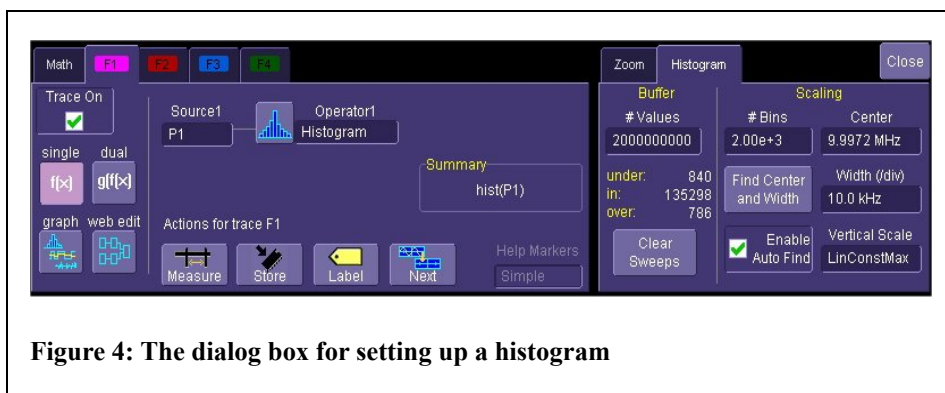 Math F1 F2 F3 F4
Zoom Histogram Close
Trace On
Source1 Operator1
P1 Histogram
single dual
f(x) g(f(x)
Summary
hist(P1)
graph web edit
Actions for trace F1
Measure Store Label Next
Help Markers
Simple
Buffer
# Values
2000000000
under: 840
in: 135298
over: 786
Clear
Sweeps
Scaling
# Bins Center
2.00e+3 9.9972 MHz
Find Center
and Width
Width (/div)
10.0 kHz
Enable
Auto Find
Vertical Scale
LinConstMax
Figure 4: The dialog box for setting up a histogram